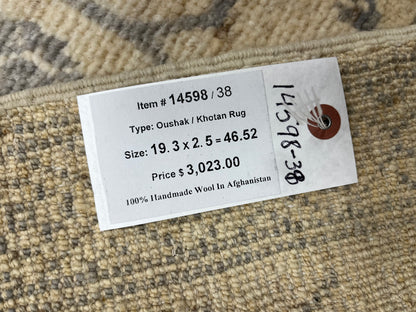 Item # 14598 / 38
Type: Oushak / Khotan Rug
Size: 19.3 x 2.5 = 46.52
Price $ 3,023.00
100% Handmade Wool In Afghanistan
14598-38